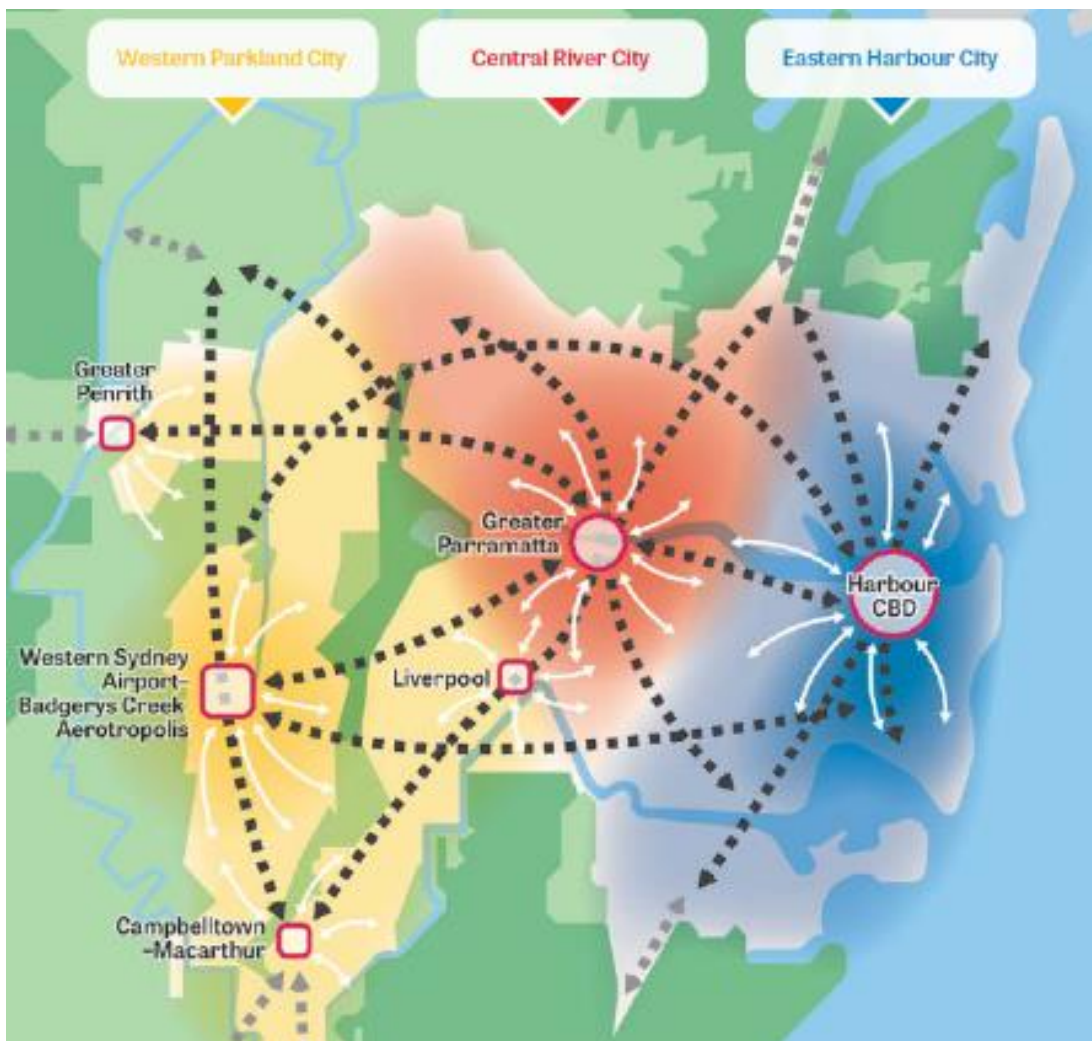 Western Parkland City
Central River City
Eastern Harbour City
Greater
Penrith
Greater
Parramatta
Harbour
CBD
Western Sydney
Airport–
Badgerys Creek
Aerotropolis
Liverpool
Campbelltown
–Macarthur